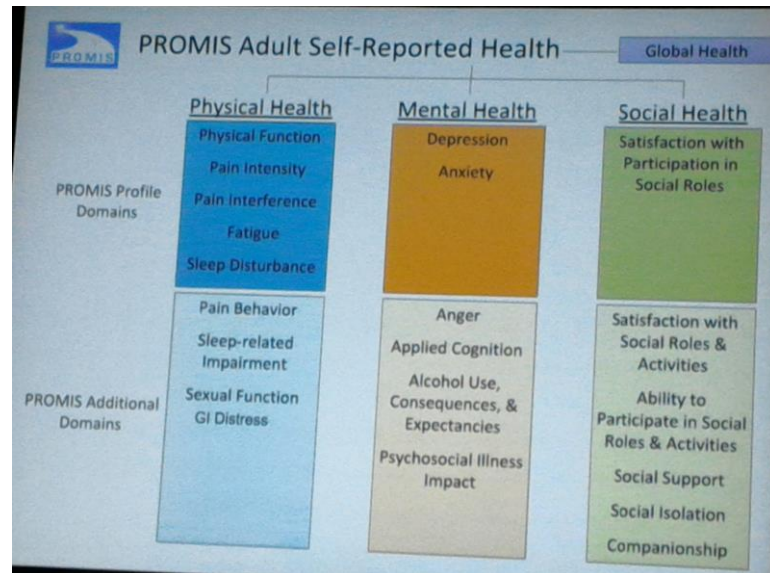 PROMIS
PROMIS Adult Self-Reported Health
Global Health
Physical Health
Mental Health
Social Health
PROMIS Profile
Domains
Physical Function
Pain Intensity
Pain Interference
Fatigue
Sleep Disturbance
Depression
Anxiety
Satisfaction with
Participation in
Social Roles
PROMIS Additional
Domains
Pain Behavior
Sleep-related
Impairment
Sexual Function
GI Distress
Anger
Applied Cognition
Alcohol Use,
Consequences, &
Expectancies
Psychosocial Illness
Impact
Satisfaction with
Social Roles &
Activities
Ability to
Participate in Social
Roles & Activities
Social Support
Social Isolation
Companionship